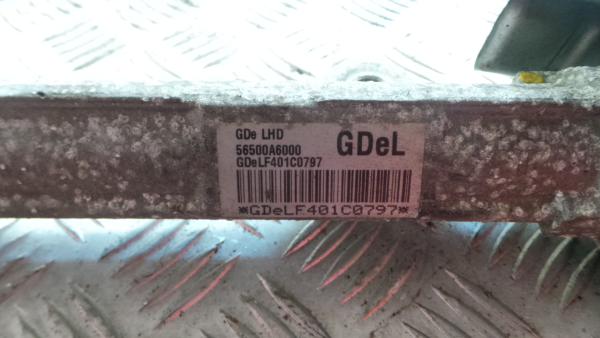 GDe LHD
56500A6000
GDeLF401C0797
GDeL
*GDeLF401C0797*